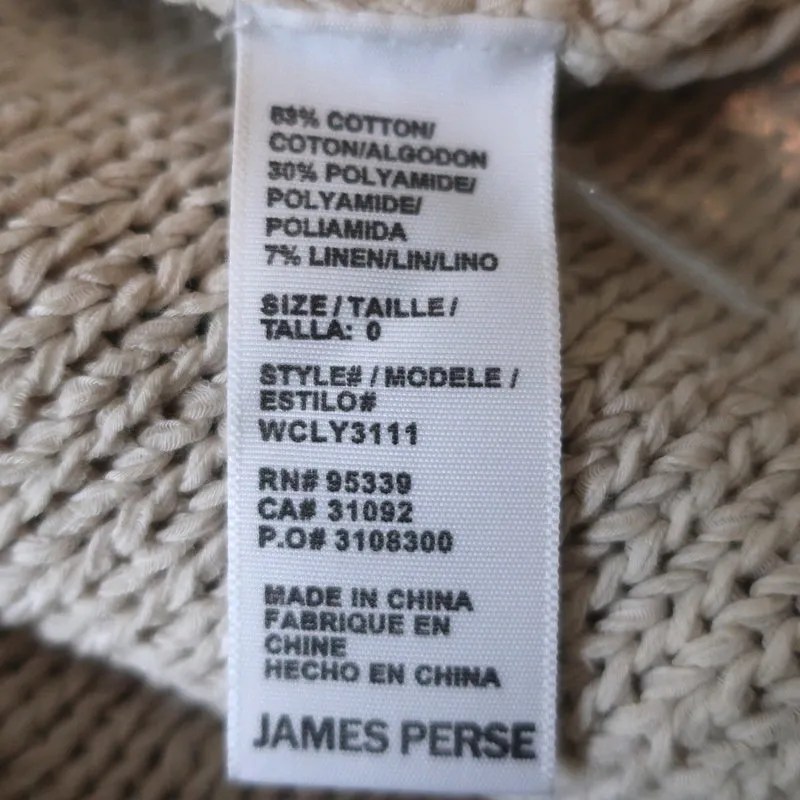 63% COTTON/
COTON/ALGODON
30% POLYAMIDE/
POLYAMIDE/
POLIAMIDA
7% LINEN/LIN/LINO
SIZE / TAILLE /
TALLA: 0
STYLE# / MODELE /
ESTILO#
WCLY3111
RN# 95339
CA# 31092
P.O# 3108300
MADE IN CHINA
FABRIQUE EN
CHINE
HECHO EN CHINA
JAMES PERSE